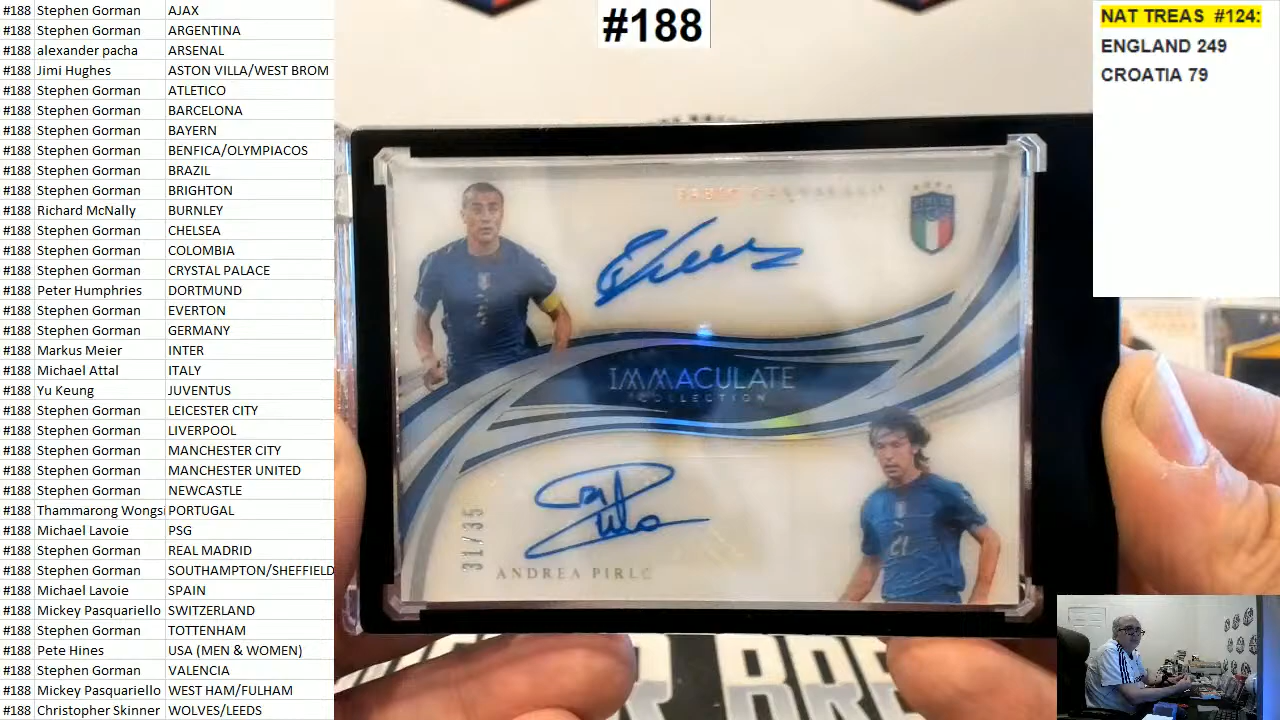 #188 Stephen Gorman AJAX
#188 Stephen Gorman ARGENTINA
#188 alexander pacha ARSENAL
#188 Jimi Hughes ASTON VILLA/WEST BROM
#188 Stephen Gorman ATLETICO
#188 Stephen Gorman BARCELONA
#188 Stephen Gorman BAYERN
#188 Stephen Gorman BENFICA/OLYMPIACOS
#188 Stephen Gorman BRAZIL
#188 Stephen Gorman BRIGHTON
#188 Richard McNally BURNLEY
#188 Stephen Gorman CHELSEA
#188 Stephen Gorman COLOMBIA
#188 Stephen Gorman CRYSTAL PALACE
#188 Peter Humphries DORTMUND
#188 Stephen Gorman EVERTON
#188 Stephen Gorman GERMANY
#188 Markus Meier INTER
#188 Michael Attal ITALY
#188 Yu Keung JUVENTUS
#188 Stephen Gorman LEICESTER CITY
#188 Stephen Gorman LIVERPOOL
#188 Stephen Gorman MANCHESTER CITY
#188 Stephen Gorman MANCHESTER UNITED
#188 Stephen Gorman NEWCASTLE
#188 Thammarong Wongsi PORTUGAL
#188 Michael Lavoie PSG
#188 Stephen Gorman REAL MADRID
#188 Stephen Gorman SOUTHAMPTON/SHEFFIELD
#188 Michael Lavoie SPAIN
#188 Mickey Pasquariello SWITZERLAND
#188 Stephen Gorman TOTTENHAM
#188 Pete Hines USA (MEN & WOMEN)
#188 Stephen Gorman VALENCIA
#188 Mickey Pasquariello WEST HAM/FULHAM
#188 Christopher Skinner WOLVES/LEEDS
#188
FABIO CANNAVARO
ITALIA
IMMACULATE
COLLECTION
31/35
21
ANDREA PIRLO
NAT TREAS #124:
ENGLAND 249
CROATIA 79